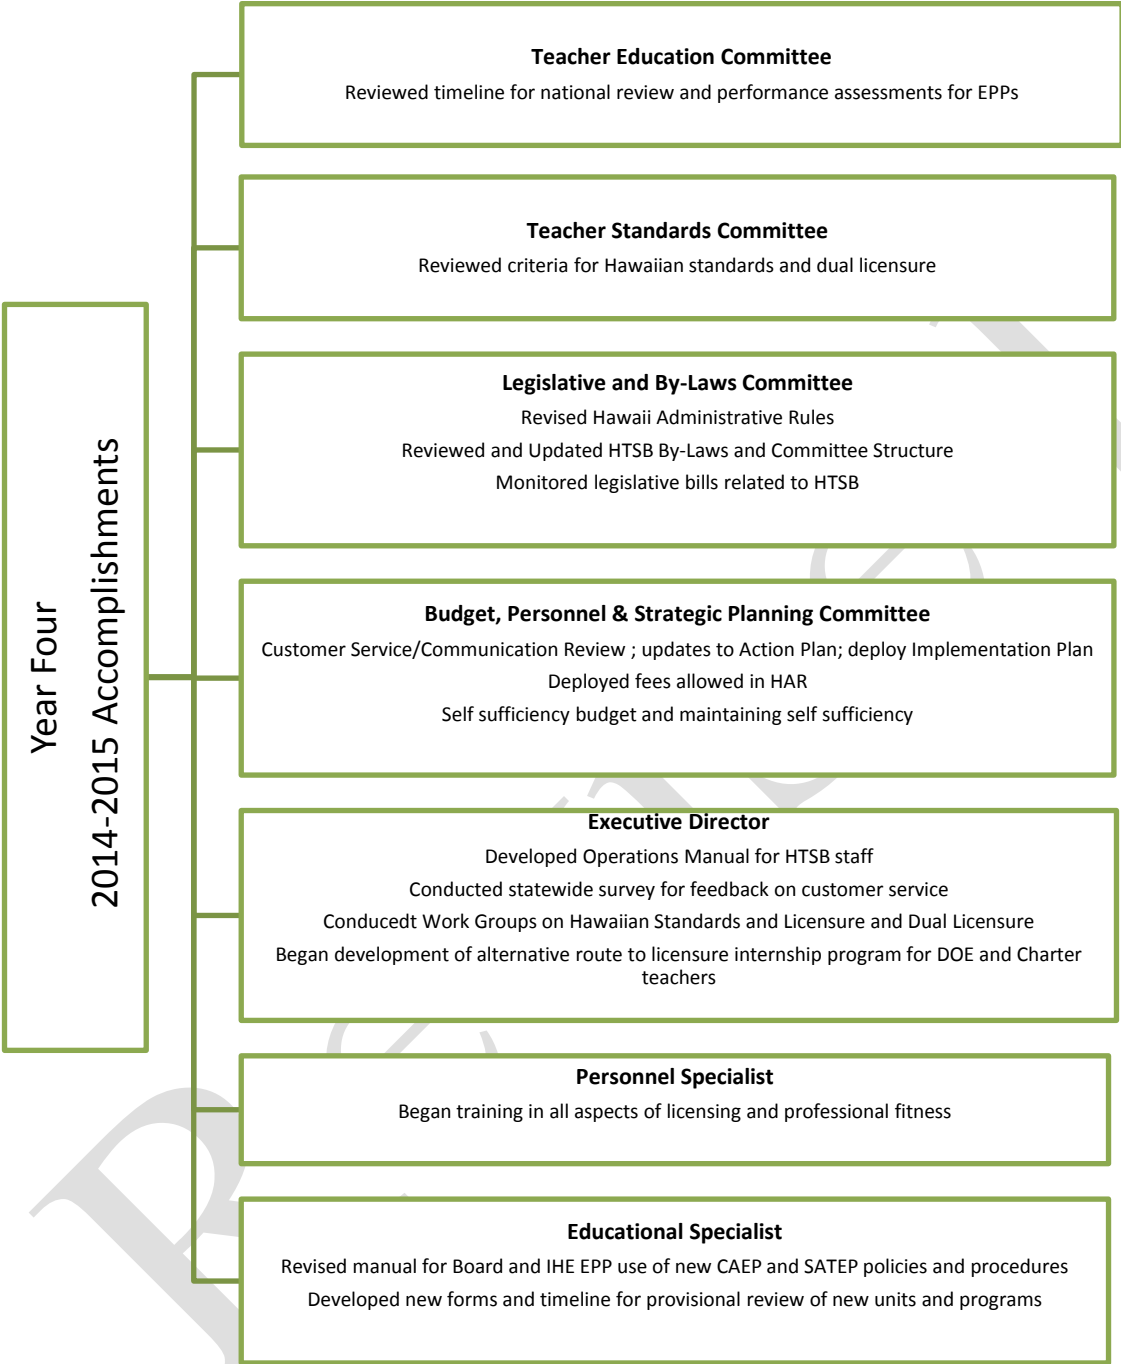 Year Four
2014-2015 Accomplishments
Teacher Education Committee
Reviewed timeline for national review and performance assessments for EPPs
Teacher Standards Committee
Reviewed criteria for Hawaiian standards and dual licensure
Legislative and By-Laws Committee
Revised Hawaii Administrative Rules
Reviewed and Updated HTSB By-Laws and Committee Structure
Monitored legislative bills related to HTSB
Budget, Personnel & Strategic Planning Committee
Customer Service/Communication Review ; updates to Action Plan; deploy Implementation Plan
Deployed fees allowed in HAR
Self sufficiency budget and maintaining self sufficiency
Executive Director
Developed Operations Manual for HTSB staff
Conducted statewide survey for feedback on customer service
Conducedt Work Groups on Hawaiian Standards and Licensure and Dual Licensure
Began development of alternative route to licensure internship program for DOE and Charter
teachers
Personnel Specialist
Began training in all aspects of licensing and professional fitness
Educational Specialist
Revised manual for Board and IHE EPP use of new CAEP and SATEP policies and procedures
Developed new forms and timeline for provisional review of new units and programs